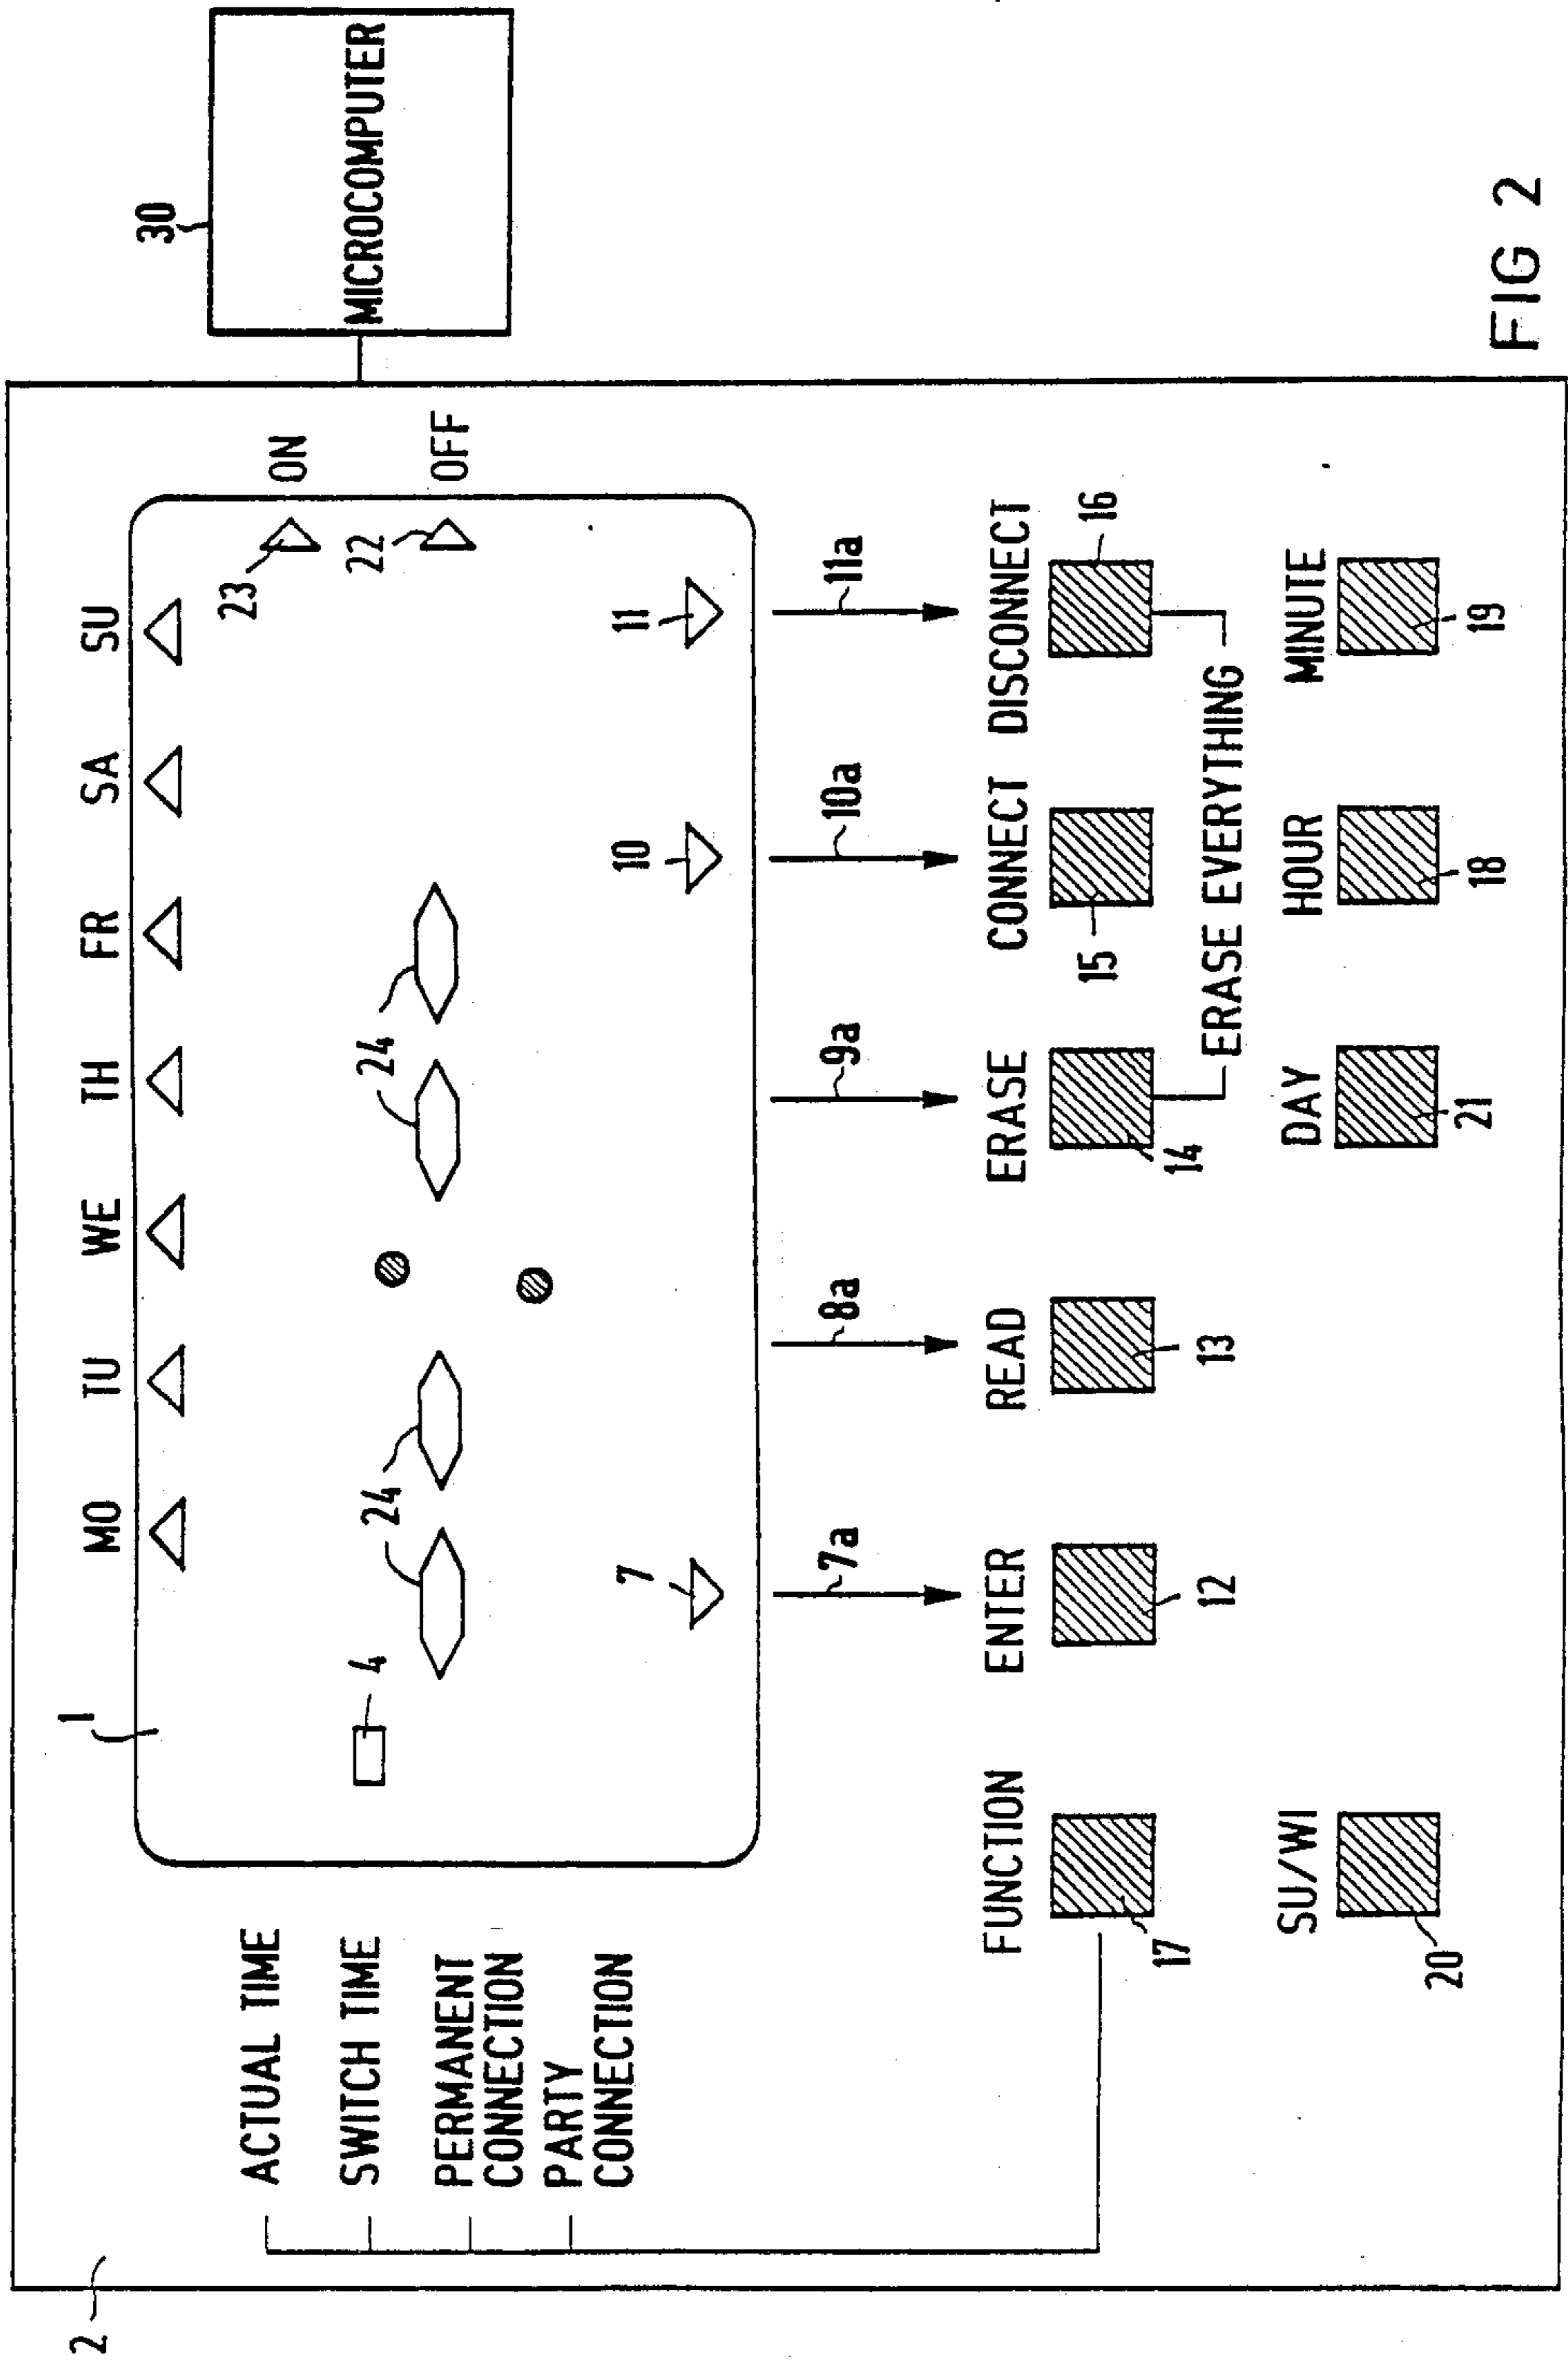 2
1
MO TU WE TH FR SA SU
ACTUAL TIME
SWITCH TIME
PERMANENT
CONNECTION
PARTY
CONNECTION
4
24
24
23
ON
22
OFF
30
MICROCOMPUTER
7
10
11
7a
8a
9a
10a
11a
FUNCTION
ENTER
READ
ERASE
CONNECT
DISCONNECT
17
12
13
14
15
16
ERASE EVERYTHING
SU/WI
DAY
HOUR
MINUTE
20
21
18
19
FIG 2